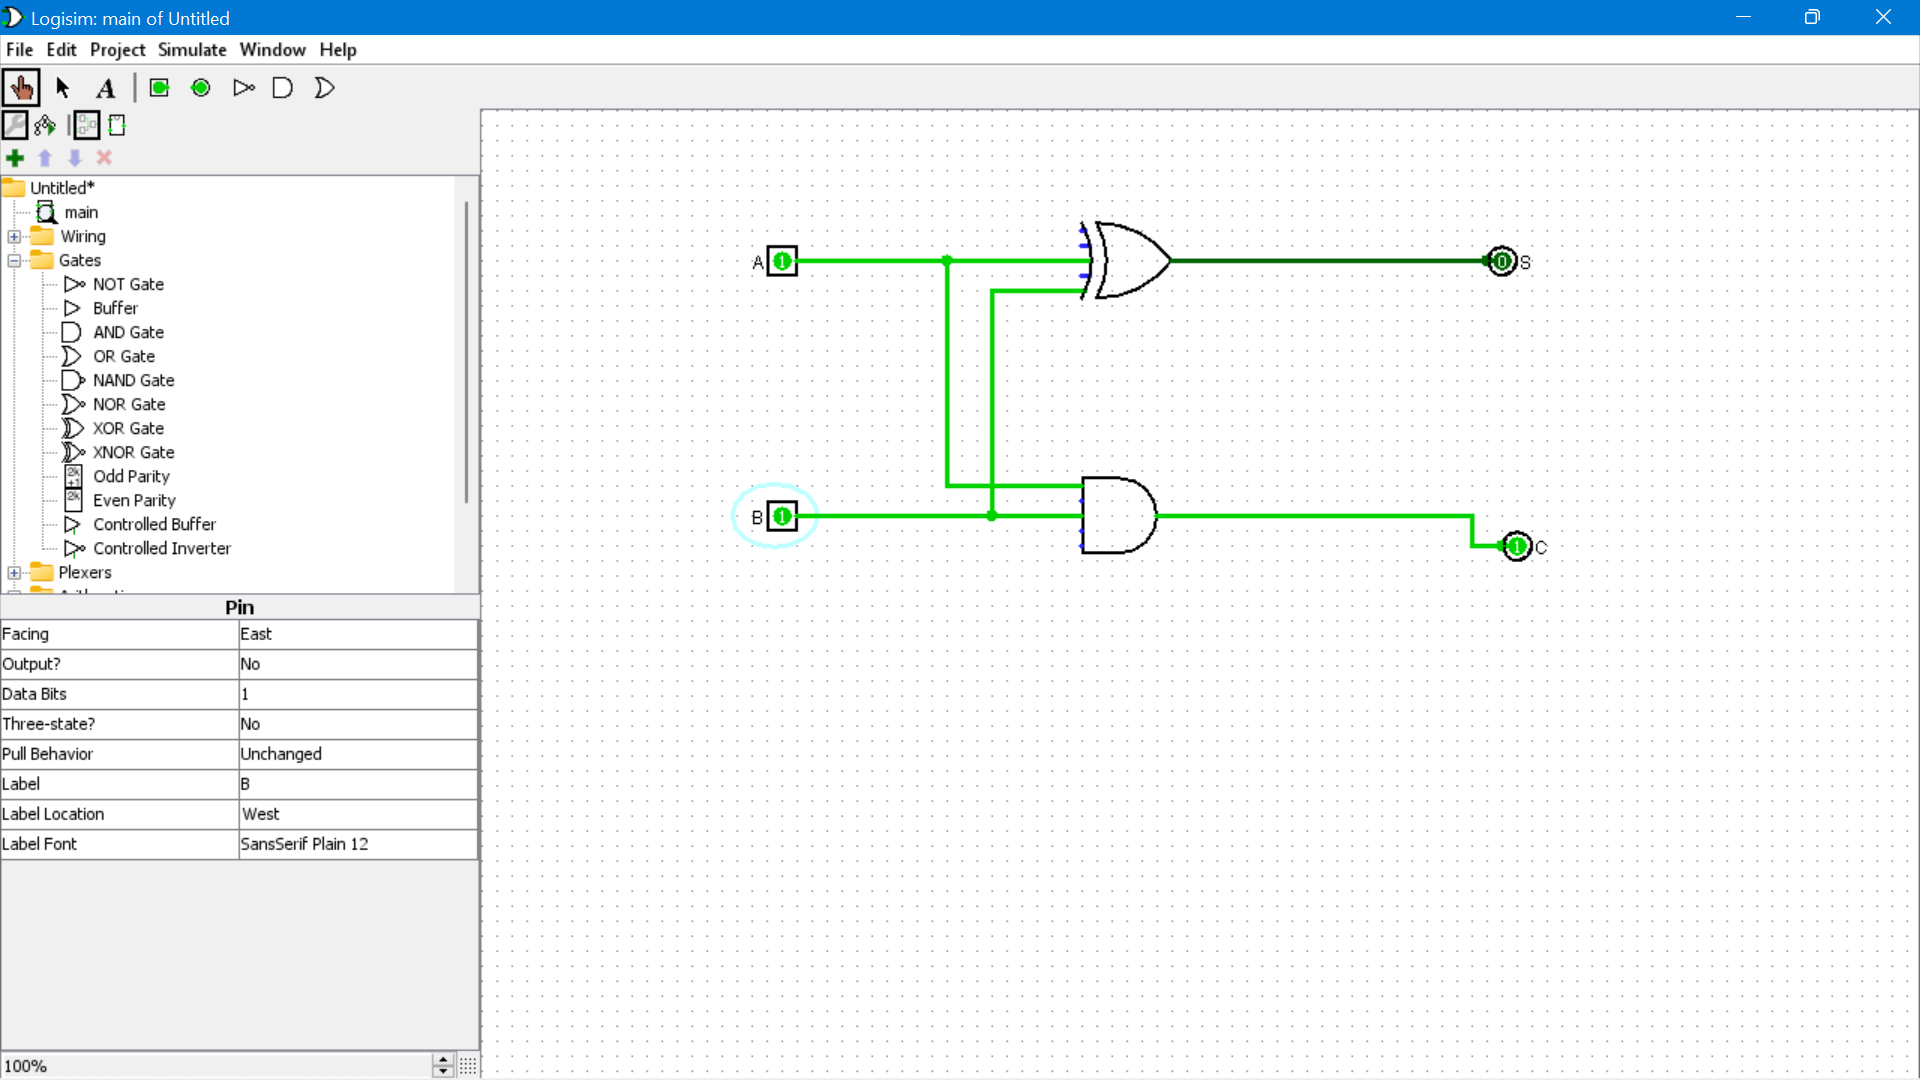 Logisim: main of Untitled
File Edit Project Simulate Window Help
A
Untitled*
main
Wiring
Gates
NOT Gate
Buffer
AND Gate
OR Gate
NAND Gate
NOR Gate
XOR Gate
XNOR Gate
Odd Parity
Even Parity
Controlled Buffer
Controlled Inverter
Plexers
Pin
Facing East
Output? No
Data Bits 1
Three-state? No
Pull Behavior Unchanged
Label B
Label Location West
Label Font SansSerif Plain 12
100%
A 1
0 S
B 1
1 C